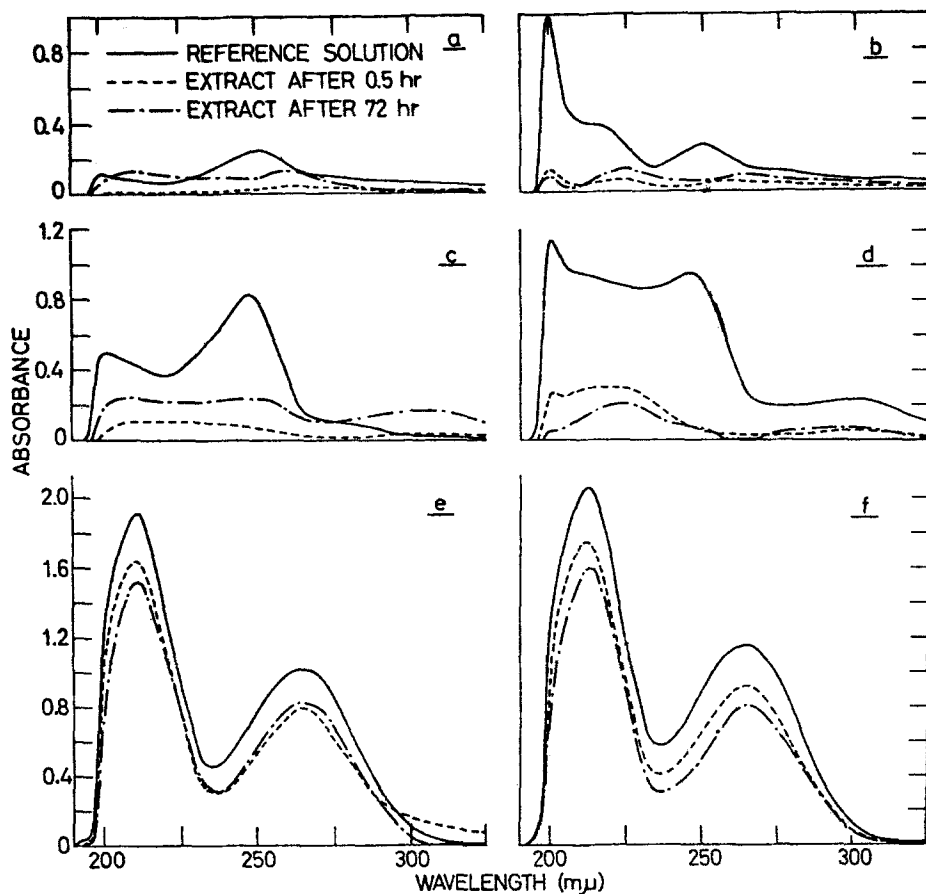 a
b
REFERENCE SOLUTION
EXTRACT AFTER 0.5 hr
EXTRACT AFTER 72 hr
0.8
0.4
0
c
d
1.2
0.8
0.4
0
ABSORBANCE
e
f
2.0
1.6
1.2
0.8
0.4
0
200 250 300 200 250 300
WAVELENGTH (mμ)